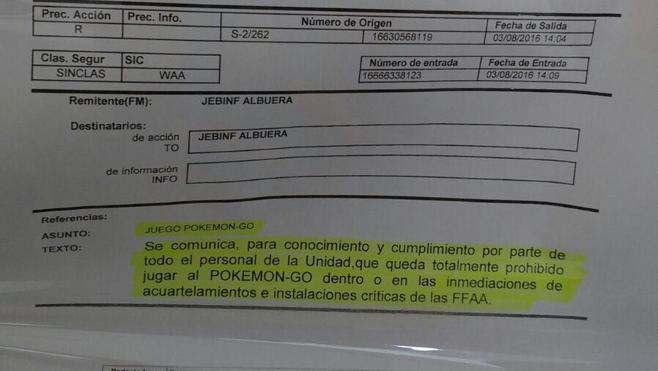 Prec. Acción Prec. Info. Número de Origen Fecha de Salida
R S-2/262 16630568119 03/08/2016 14:04
Clas. Segur SIC Número de entrada Fecha de Entrada
SINCLAS WAA 16666338123 03/08/2016 14:09
Remitente(FM): JEBINF ALBUERA
Destinatarios:
de acción JEBINF ALBUERA
TO
de información
INFO
Referencias:
ASUNTO: JUEGO POKEMON-GO
TEXTO: Se comunica, para conocimiento y cumplimiento por parte de
todo el personal de la Unidad,que queda totalmente prohibido
jugar al POKEMON-GO dentro o en las inmediaciones de
acuartelamientos e instalaciones críticas de las FFAA.